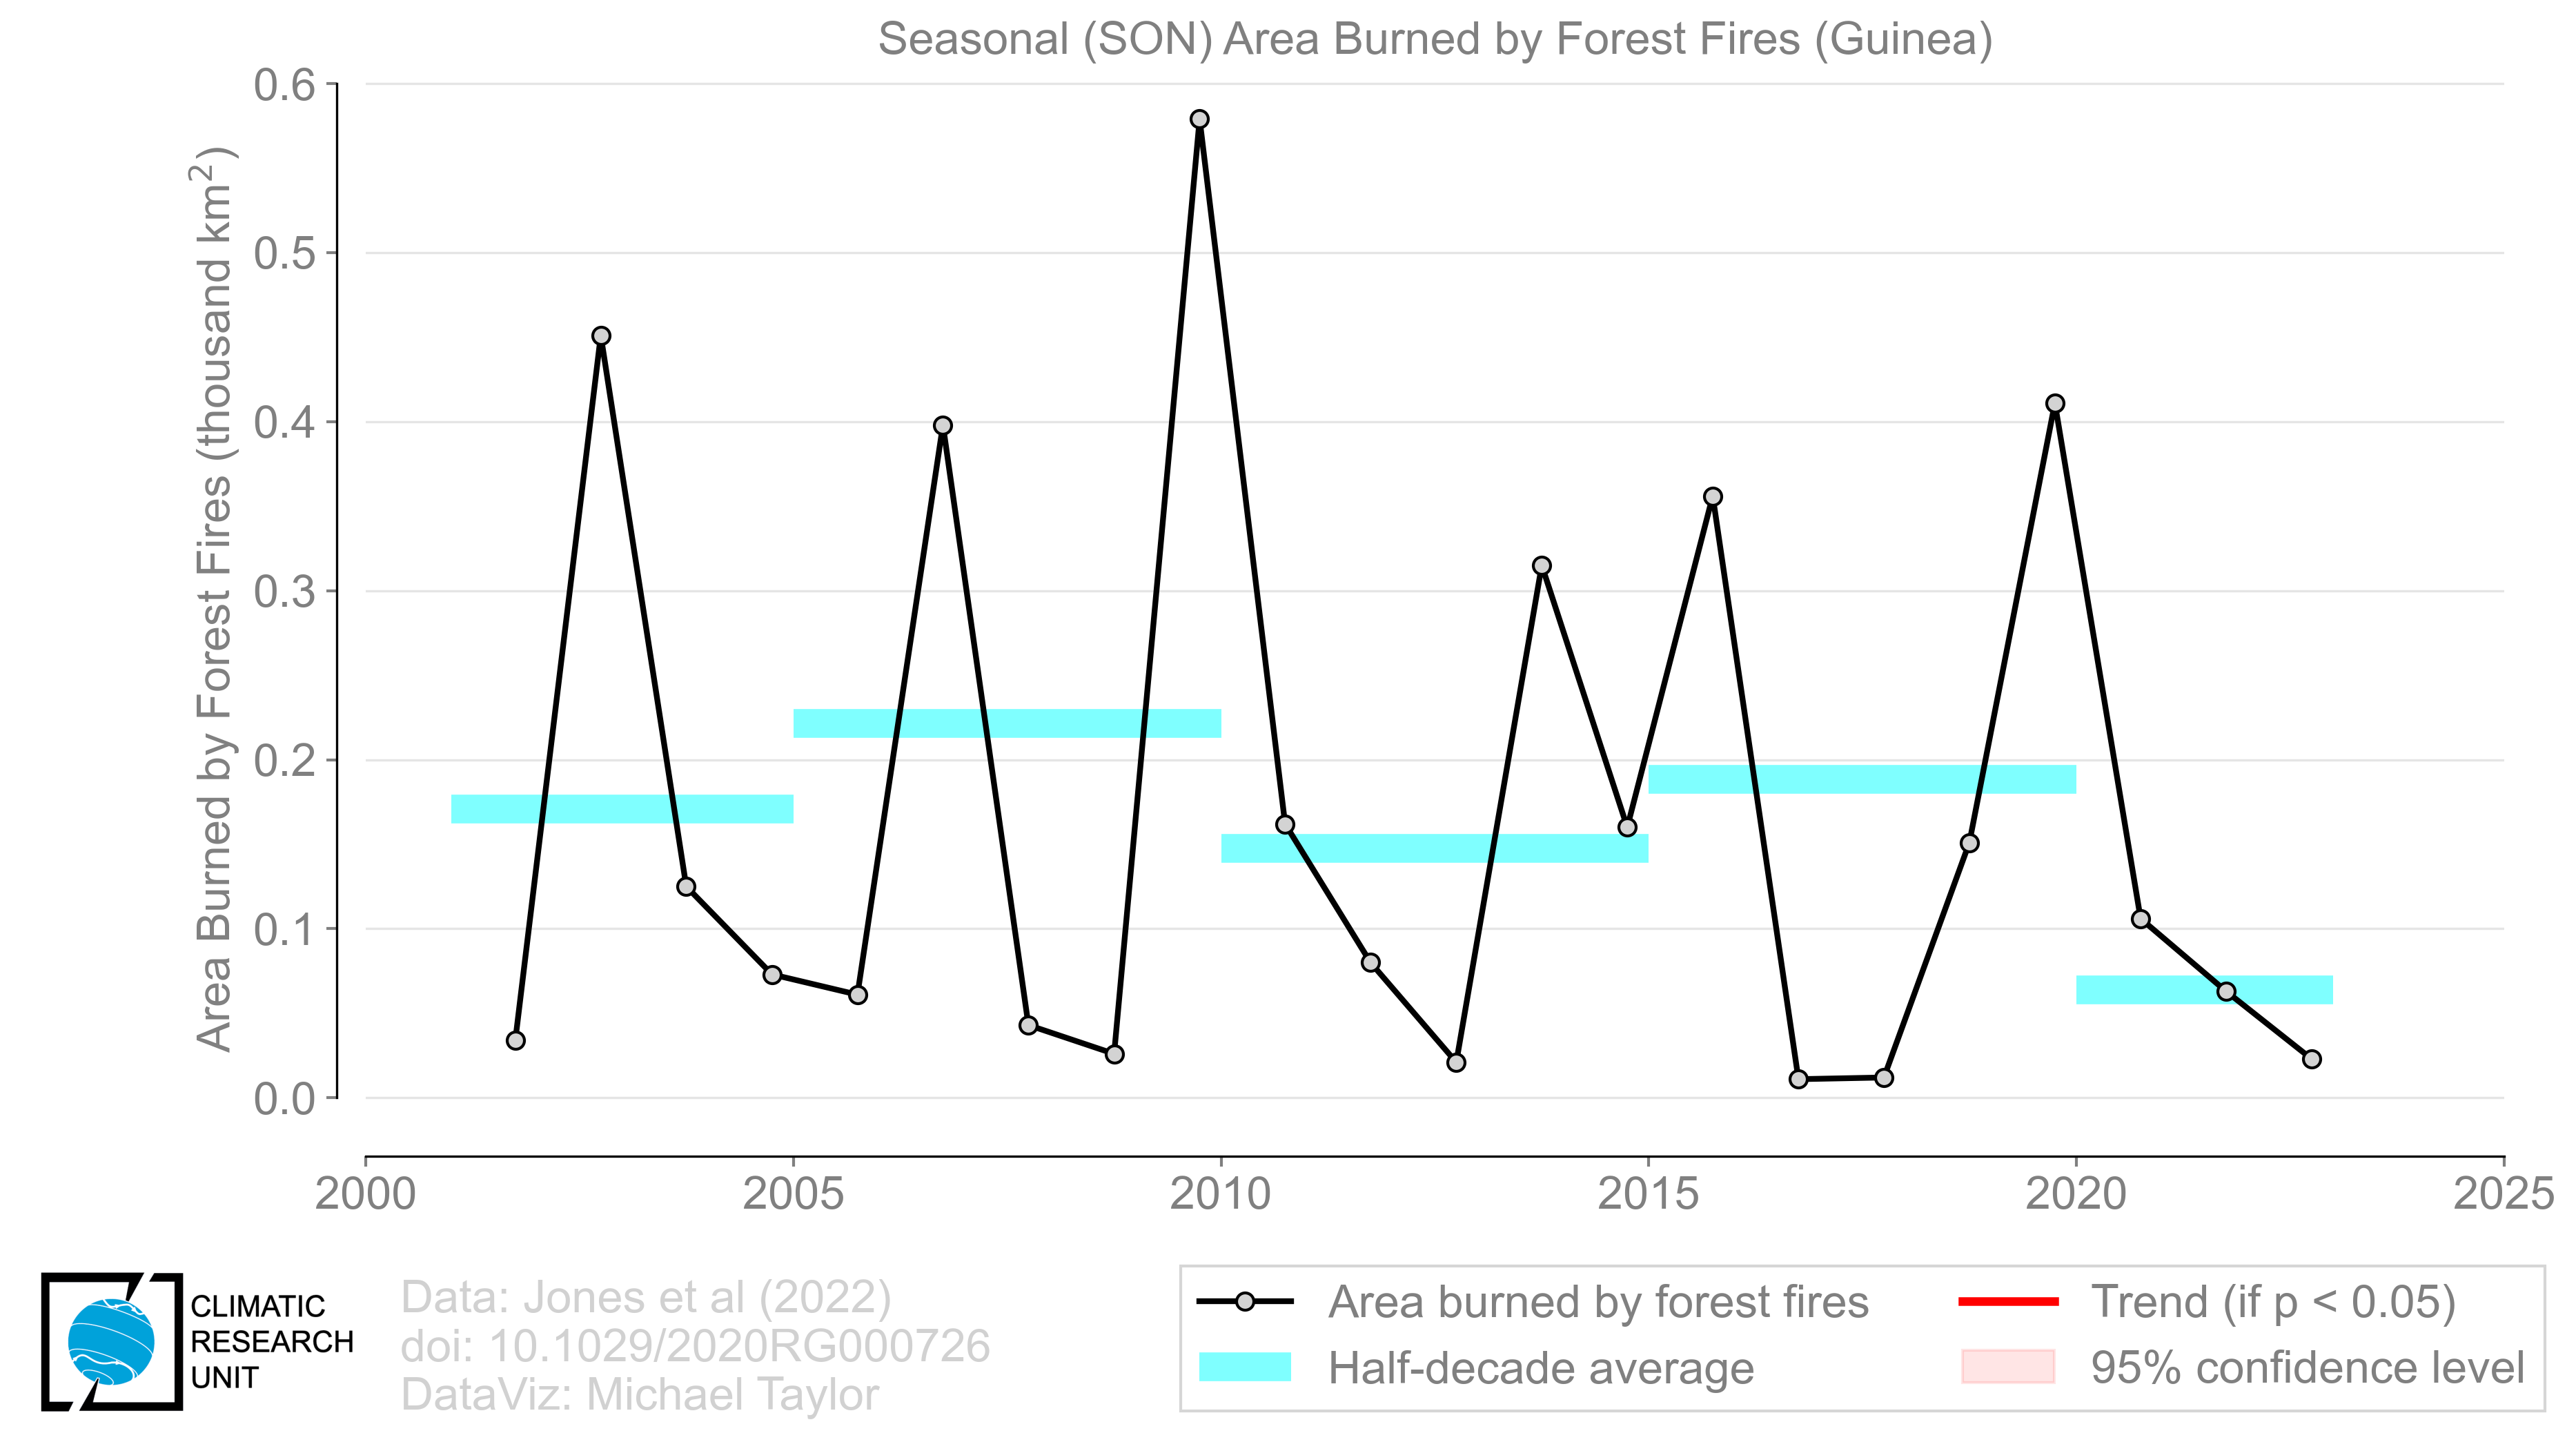 Seasonal (SON) Area Burned by Forest Fires (Guinea)
Area Burned by Forest Fires (thousand km²)
0.6
0.5
0.4
0.3
0.2
0.1
0.0
2000 2005 2010 2015 2020 2025
CLIMATIC
RESEARCH
UNIT
Data: Jones et al (2022)
doi: 10.1029/2020RG000726
DataViz: Michael Taylor
Area burned by forest fires
Half-decade average
Trend (if p < 0.05)
95% confidence level